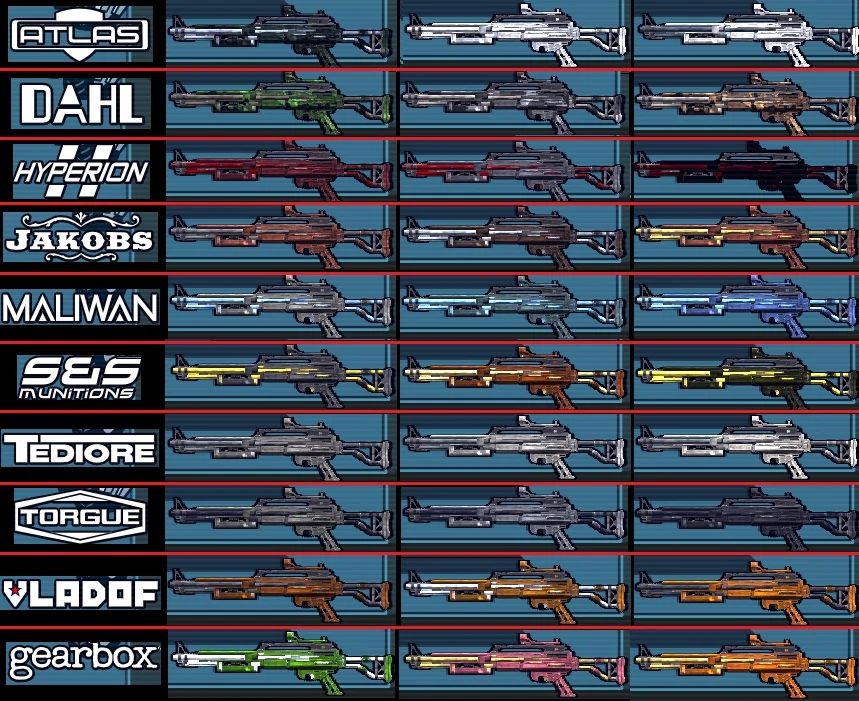 ATLAS
DAHL
HYPERION
JAKOBS
MALIWAN
S&S
MUNITIONS
TEDIORE
TORGUE
VLADOF
gearbox